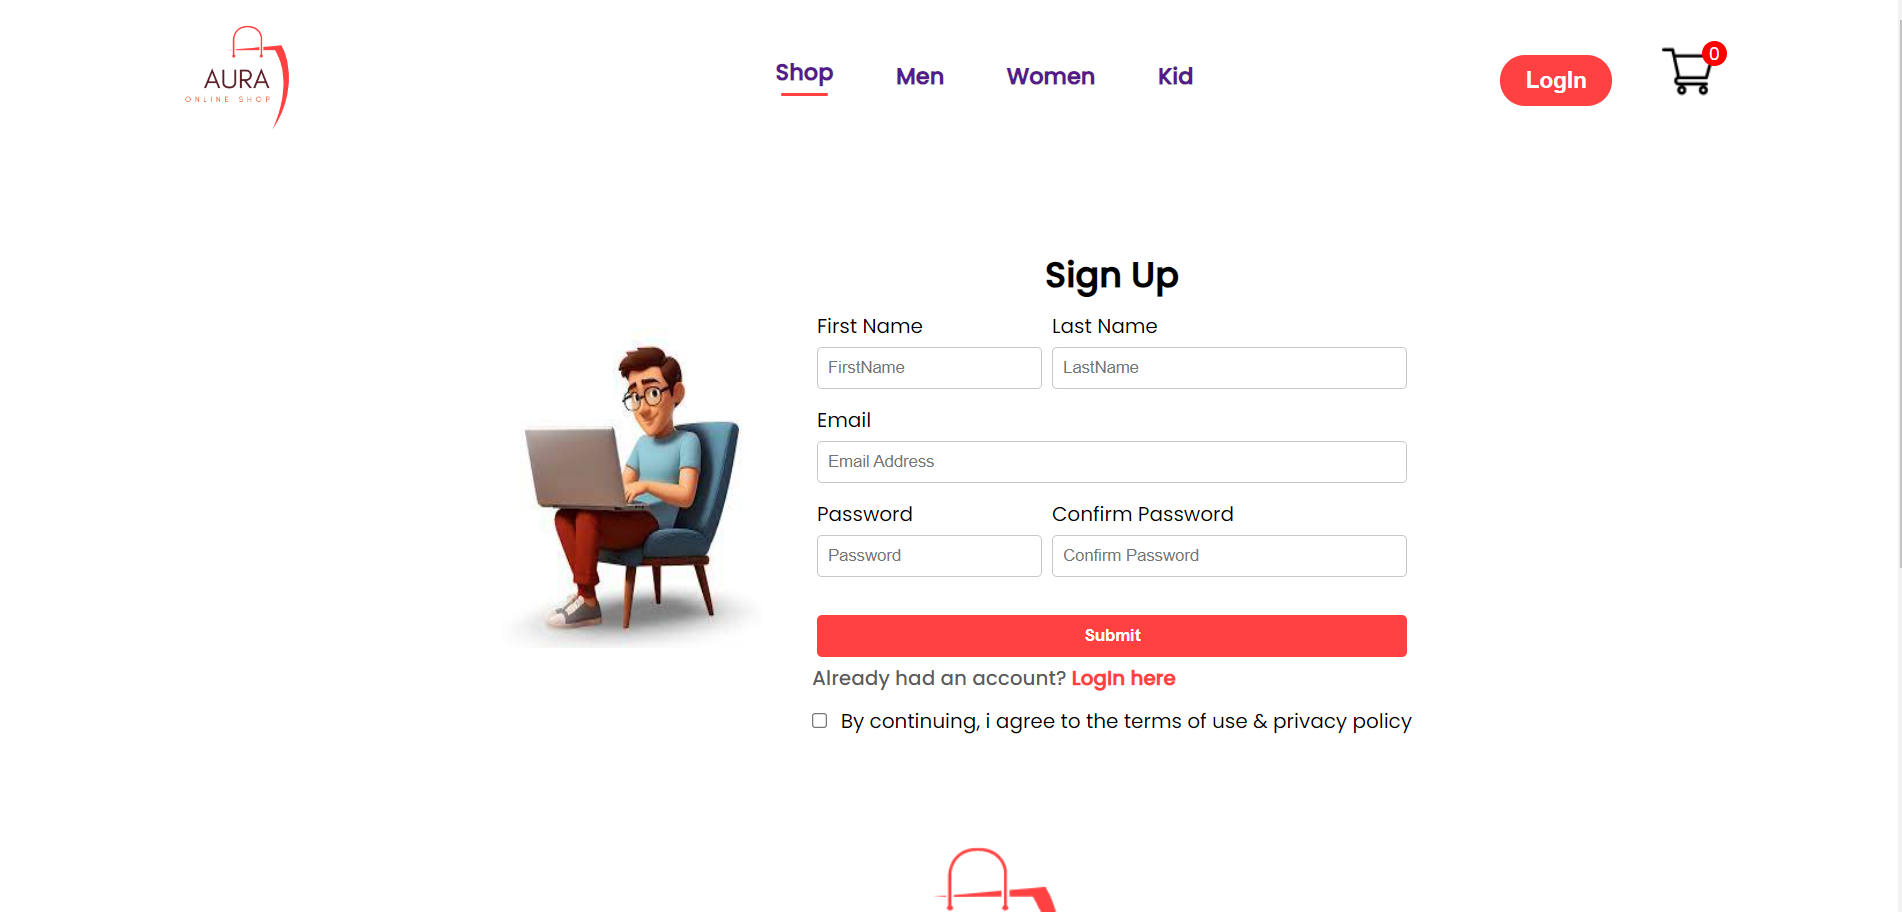 AURA
ONLINE SHOP
Shop Men Women Kid
LogIn
0
Sign Up
First Name Last Name
FirstName LastName
Email
Email Address
Password Confirm Password
Password Confirm Password
Submit
Already had an account? LogIn here
By continuing, i agree to the terms of use & privacy policy